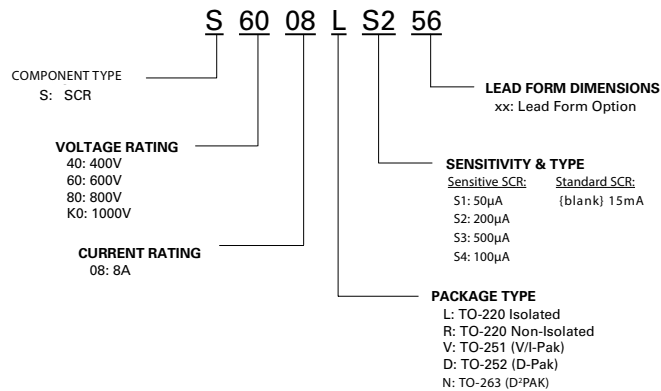 S 60 08 L S2 56
COMPONENT TYPE
S: SCR
LEAD FORM DIMENSIONS
xx: Lead Form Option
VOLTAGE RATING
40: 400V
60: 600V
80: 800V
K0: 1000V
SENSITIVITY & TYPE
Sensitive SCR: Standard SCR:
S1: 50µA {blank} 15mA
S2: 200µA
S3: 500µA
S4: 100µA
CURRENT RATING
08: 8A
PACKAGE TYPE
L: TO-220 Isolated
R: TO-220 Non-Isolated
V: TO-251 (V/I-Pak)
D: TO-252 (D-Pak)
N: TO-263 (D²PAK)